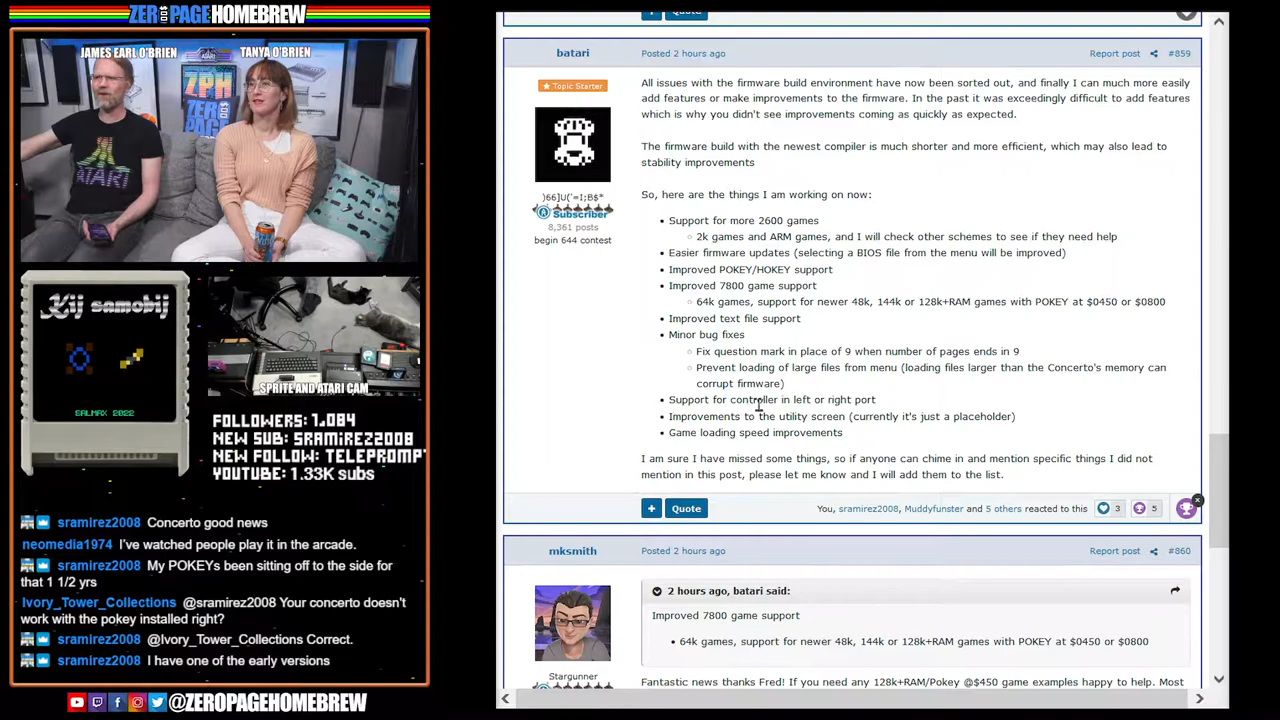 ZERO PAGE HOMEBREW
JAMES EARL O'BRIEN
TANYA O'BRIEN
ATARI
ZPH
Kij samobij
SALMAX 2022
SPRITE AND ATARI CAM
FOLLOWERS: 1,084
NEW SUB: SRAMIREZ2008
NEW FOLLOW: TELEPROMPT
YOUTUBE: 1.33K subs
sramirez2008 Concerto good news
neomedia1974 I've watched people play it in the arcade.
sramirez2008 My POKEYs been sitting off to the side for
that 1 1/2 yrs
Ivory_Tower_Collections @sramirez2008 Your concerto doesn't
work with the pokey installed right?
sramirez2008 @Ivory_Tower_Collections Correct.
sramirez2008 I have one of the early versions
@ZEROPAGEHOMEBREW
Quote
batari
Posted 2 hours ago
Report post
#859
Topic Starter
)66]U('=I;B$*
Subscriber
8,361 posts
begin 644 contest
All issues with the firmware build environment have now been sorted out, and finally I can much more easily
add features or make improvements to the firmware. In the past it was exceedingly difficult to add features
which is why you didn't see improvements coming as quickly as expected.
The firmware build with the newest compiler is much shorter and more efficient, which may also lead to
stability improvements
So, here are the things I am working on now:
• Support for more 2600 games
◦ 2k games and ARM games, and I will check other schemes to see if they need help
• Easier firmware updates (selecting a BIOS file from the menu will be improved)
• Improved POKEY/HOKEY support
• Improved 7800 game support
◦ 64k games, support for newer 48k, 144k or 128k+RAM games with POKEY at $0450 or $0800
• Improved text file support
• Minor bug fixes
◦ Fix question mark in place of 9 when number of pages ends in 9
◦ Prevent loading of large files from menu (loading files larger than the Concerto's memory can
corrupt firmware)
• Support for controller in left or right port
• Improvements to the utility screen (currently it's just a placeholder)
• Game loading speed improvements
I am sure I have missed some things, so if anyone can chime in and mention specific things I did not
mention in this post, please let me know and I will add them to the list.
+ Quote
You, sramirez2008, Muddyfunster and 5 others reacted to this
3
5
mksmith
Posted 2 hours ago
Report post
#860
Stargunner
2 hours ago, batari said:
Improved 7800 game support
• 64k games, support for newer 48k, 144k or 128k+RAM games with POKEY at $0450 or $0800
Fantastic news thanks Fred! If you need any 128k+RAM/Pokey @$450 game examples happy to help. Most